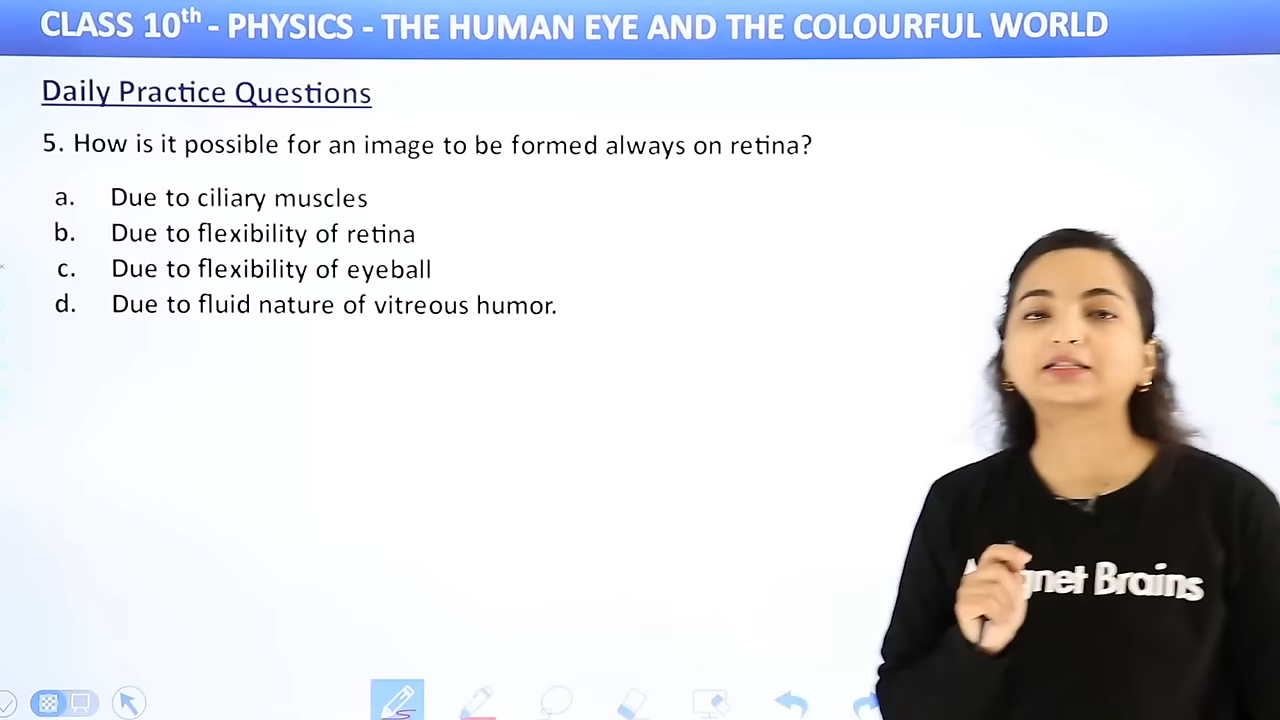 CLASS 10th - PHYSICS - THE HUMAN EYE AND THE COLOURFUL WORLD
Daily Practice Questions
5. How is it possible for an image to be formed always on retina?
a. Due to ciliary muscles
b. Due to flexibility of retina
c. Due to flexibility of eyeball
d. Due to fluid nature of vitreous humor.
Brains